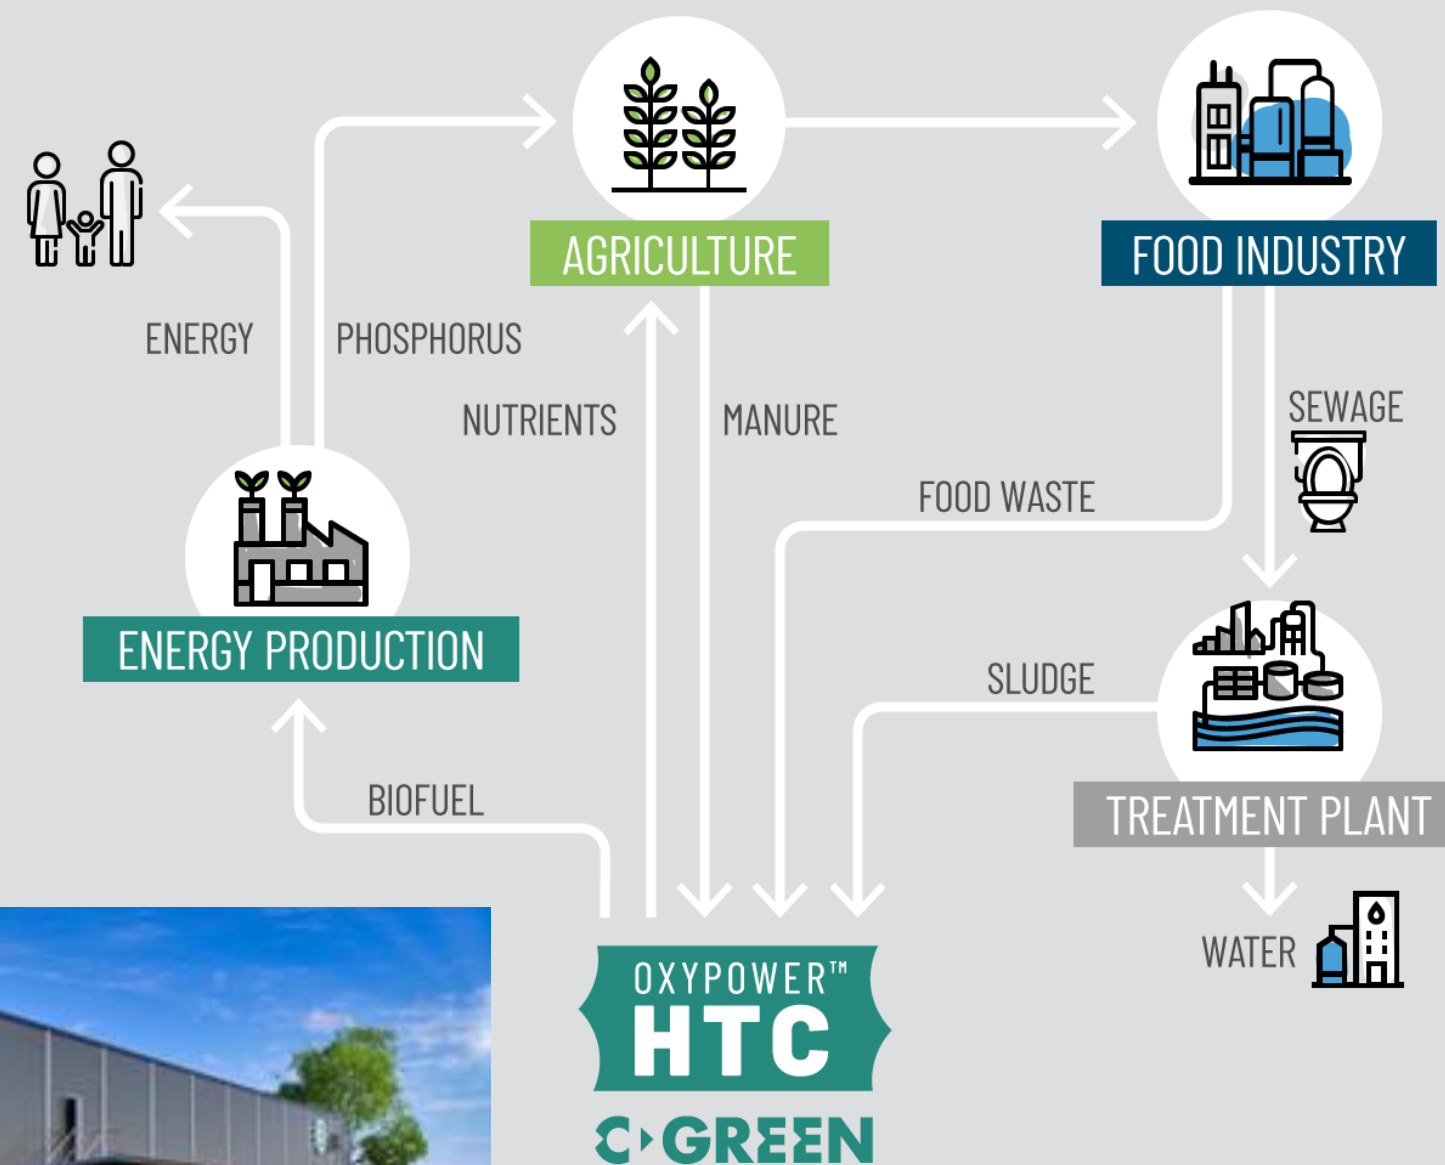 AGRICULTURE
FOOD INDUSTRY
ENERGY
PHOSPHORUS
NUTRIENTS
MANURE
SEWAGE
FOOD WASTE
ENERGY PRODUCTION
SLUDGE
BIOFUEL
TREATMENT PLANT
WATER
OXYPOWER™
HTC
C GREEN